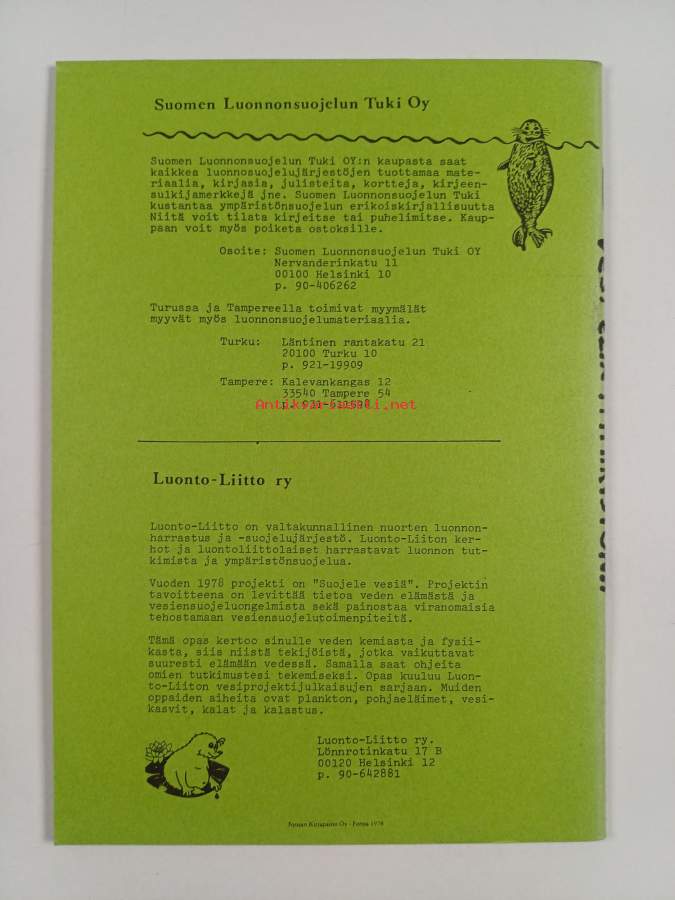 Suomen Luonnonsuojelun Tuki Oy
Suomen Luonnonsuojelun Tuki OY:n kaupasta saat
kaikkea luonnosuojelujärjestöjen tuottamaa mate-
riaalia, kirjasia, julisteita, kortteja, kirjeen-
sulkijamerkkejä jne. Suomen Luonnonsuojelun Tuki
kustantaa ympäristönsuojelun erikoiskirjallisuutta
Niitä voit tilata kirjeitse tai puhelimitse. Kaup-
paan voit myös poiketa ostoksille.
Osoite: Suomen Luonnonsuojelun Tuki OY
Nervanderinkatu 11
00100 Helsinki 10
p. 90-406262
Turussa ja Tampereella toimivat myymälät
myyvät myös luonnonsuojelumateriaalia.
Turku: Läntinen rantakatu 21
20100 Turku 10
p. 921-19909
Tampere: Kalevankangas 12
33540 Tampere 54
Antikvariaatti.net
Luonto-Liitto ry
Luonto-Liitto on valtakunnallinen nuorten luonnon-
harrastus ja -suojelujärjestö. Luonto-Liiton ker-
hot ja luontoliittolaiset harrastavat luonnon tut-
kimista ja ympäristönsuojelua.
Vuoden 1978 projekti on "Suojele vesiä". Projektin
tavoitteena on levittää tietoa veden elämästä ja
vesiensuojeluongelmista sekä painostaa viranomaisia
tehostamaan vesiensuojelutoimenpiteitä.
Tämä opas kertoo sinulle veden kemiasta ja fysii-
kasta, siis niistä tekijöistä, jotka vaikuttavat
suuresti elämään vedessä. Samalla saat ohjeita
omien tutkimustesi tekemiseksi. Opas kuuluu Luon-
to-Liiton vesiprojektijulkaisujen sarjaan. Muiden
oppaiden aiheita ovat plankton, pohjaeläimet, vesi-
kasvit, kalat ja kalastus.
Luonto-Liitto ry.
Lönnrotinkatu 17 B
00120 Helsinki 12
p. 90-642881
Forssan Kirjapaino Oy - Forssa 1978